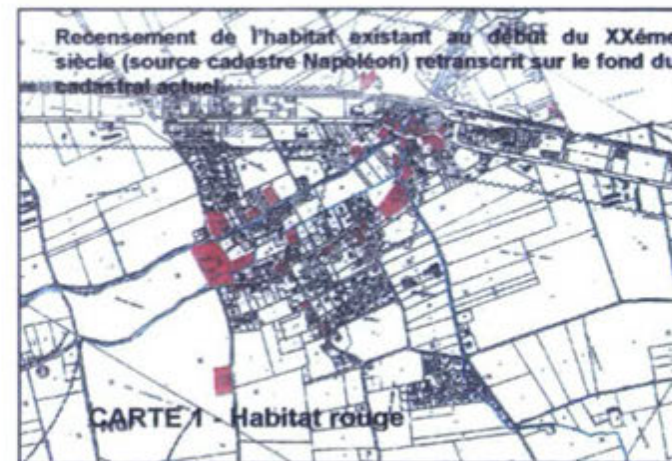 Recensement de l'habitat existant au début du XXéme
siècle (source cadastre Napoléon) retranscrit sur le fond du
cadastral actuel.
CARTE 1 - Habitat rouge